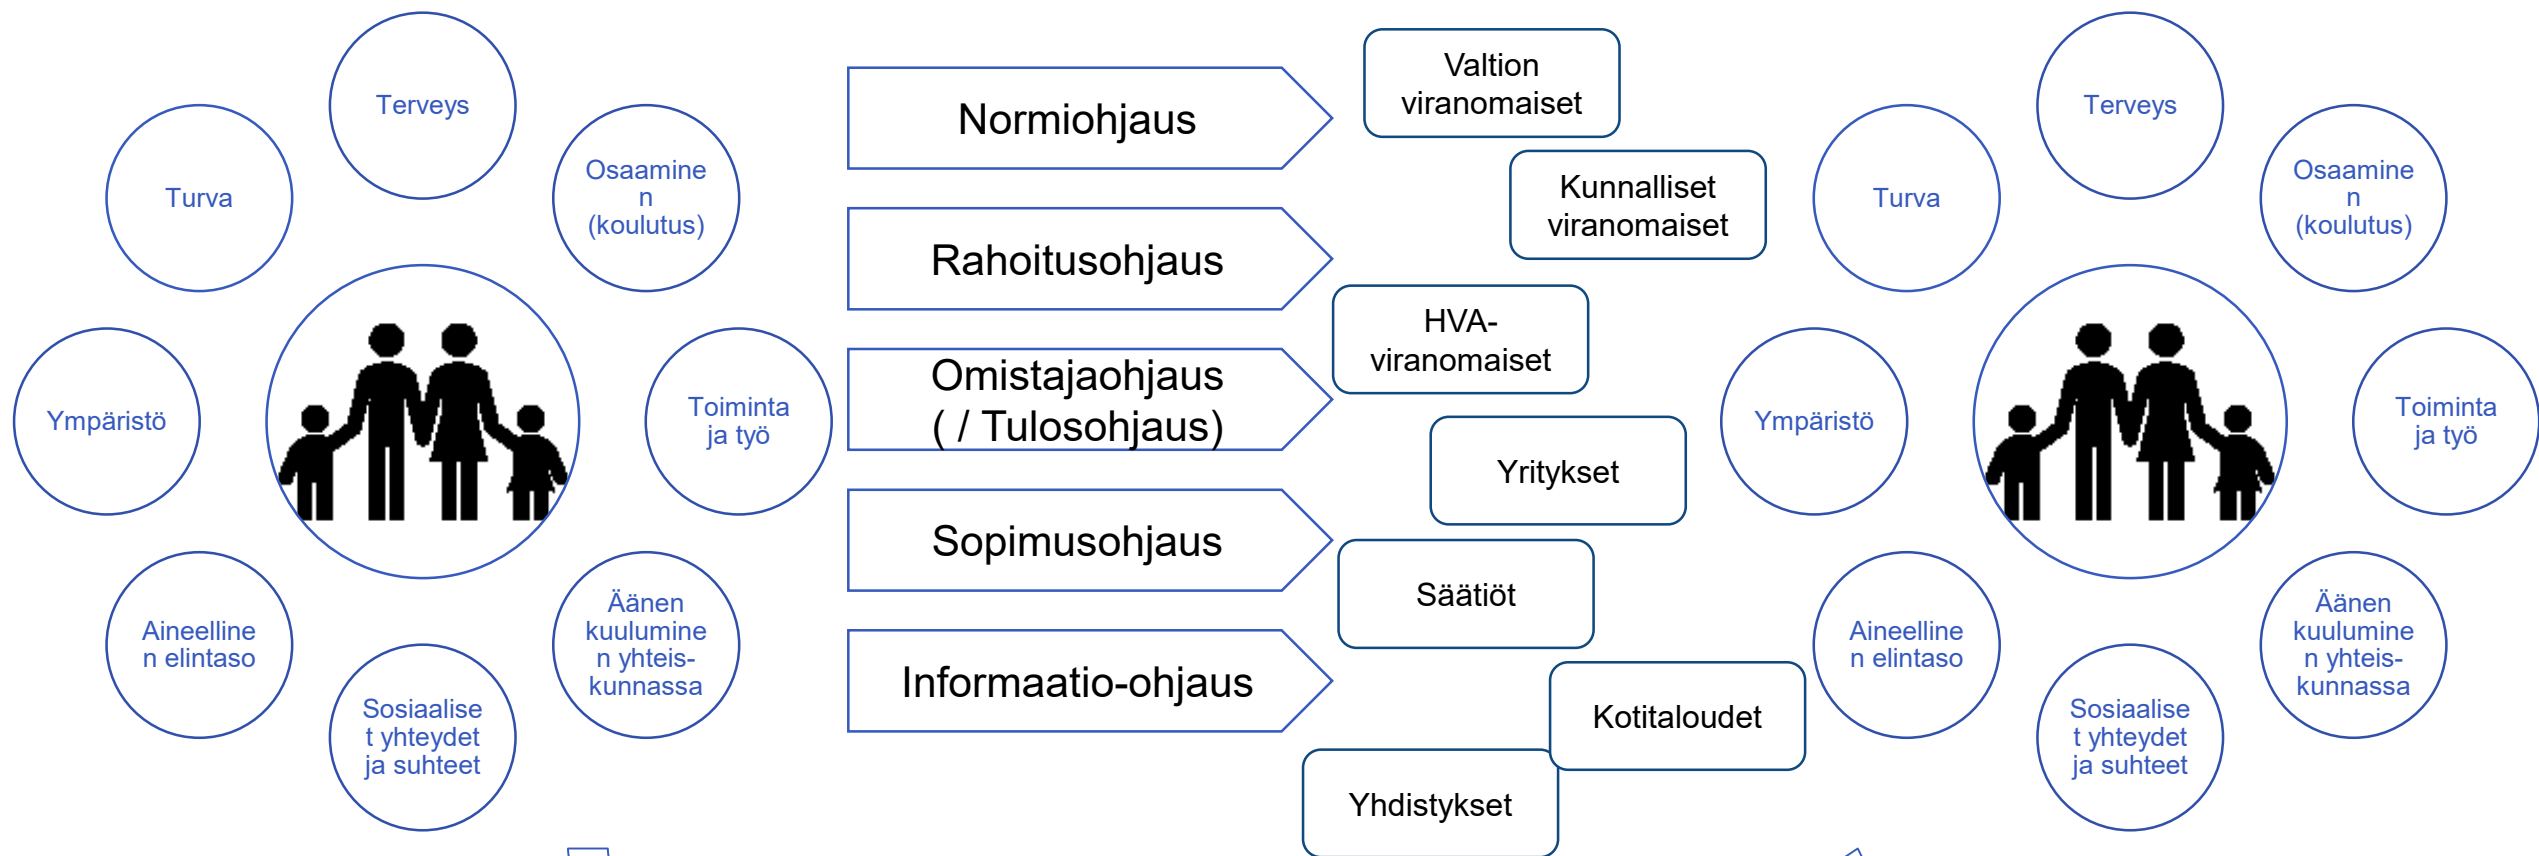 Terveys
Turva
Osaamine
n
(koulutus)
Ympäristö
Toiminta
ja työ
Aineelline
n elintaso
Äänen
kuulumine
n yhteis-
kunnassa
Sosiaalise
t yhteydet
ja suhteet
Normiohjaus
Rahoitusohjaus
Omistajaohjaus
( / Tulosohjaus)
Sopimusohjaus
Informaatio-ohjaus
Valtion
viranomaiset
Kunnalliset
viranomaiset
HVA-
viranomaiset
Yritykset
Säätiöt
Kotitaloudet
Yhdistykset
Terveys
Turva
Osaamine
n
(koulutus)
Ympäristö
Toiminta
ja työ
Aineelline
n elintaso
Äänen
kuulumine
n yhteis-
kunnassa
Sosiaalise
t yhteydet
ja suhteet